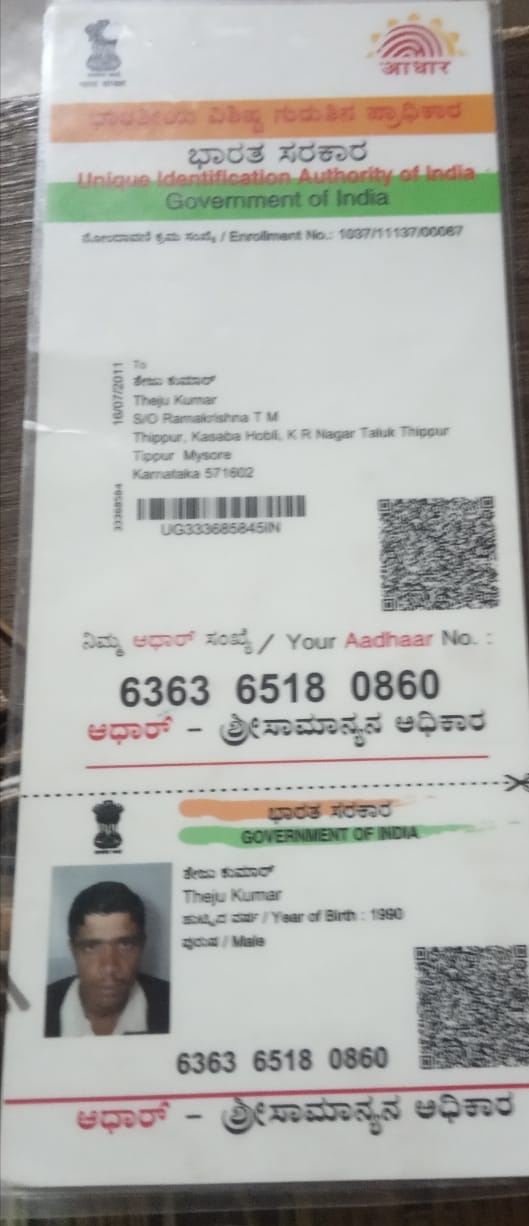 आधार
ಭಾರತೀಯ ವಿಶಿಷ್ಟ ಗುರುತಿನ ಪ್ರಾಧಿಕಾರ
ಭಾರತ ಸರಕಾರ
Unique Identification Authority of India
Government of India
ನೋಂದಾವಣೆ ಕ್ರಮ ಸಂಖ್ಯೆ / Enrollment No.: 1037/11137/00067
16/07/2011
To
ತೇಜು ಕುಮಾರ್
Theju Kumar
S/O Ramakrishna T M
Thippur, Kasaba Hobli, K R Nagar Taluk Thippur
Tippur Mysore
Karnataka 571602
33368584
UG333685845IN
ನಿಮ್ಮ ಆಧಾರ್ ಸಂಖ್ಯೆ / Your Aadhaar No. :
6363 6518 0860
ಆಧಾರ್ – ಶ್ರೀಸಾಮಾನ್ಯನ ಅಧಿಕಾರ
ಭಾರತ ಸರಕಾರ
GOVERNMENT OF INDIA
ತೇಜು ಕುಮಾರ್
Theju Kumar
ಹುಟ್ಟಿದ ವರ್ಷ / Year of Birth : 1990
ಪುರುಷ / Male
6363 6518 0860
ಆಧಾರ್ – ಶ್ರೀಸಾಮಾನ್ಯನ ಅಧಿಕಾರ